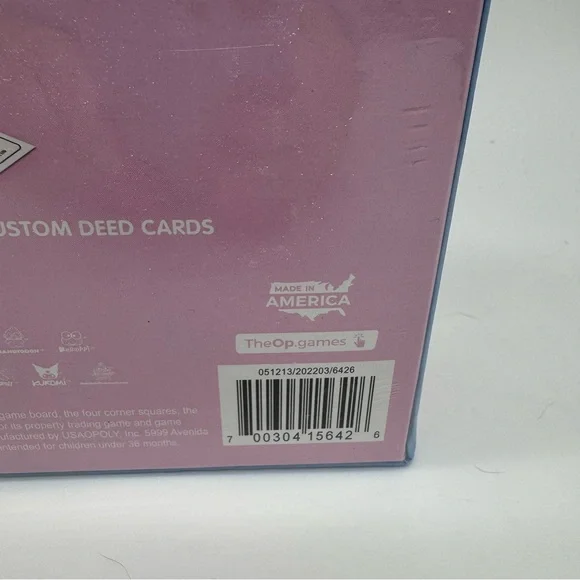 USTOM DEED CARDS
MADE IN
AMERICA
TheOp.games
KUROMI
051213/202203/6426
7 00304 15642 6
game board, the four corner squares, the
or its property trading game and game
ufactured by USAOPOLY, Inc. 5999 Avenida
ntended for children under 36 months.